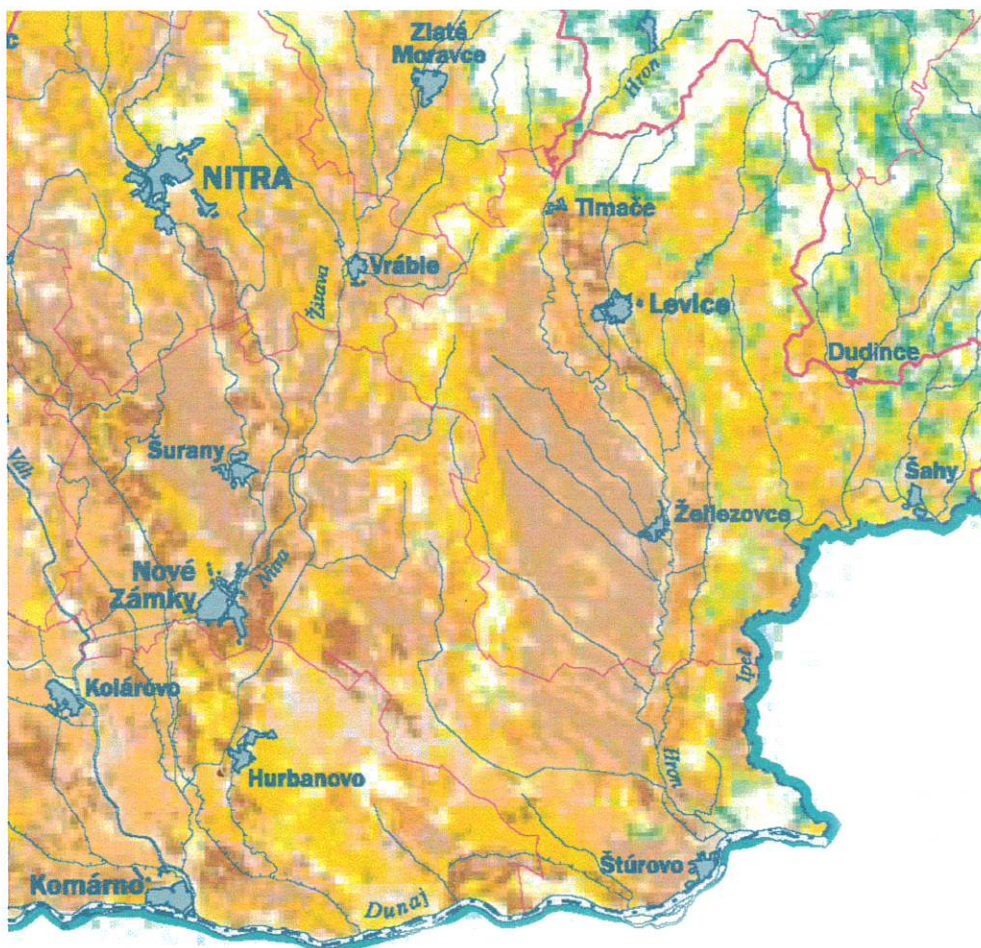 c
Zlaté
Moravce
Hron
NITRA
Tlmače
Vráble
Žitava
Levice
Dudince
Šurany
Váh
Šahy
Želiezovce
Nové
Zámky
Nitra
Ipeľ
Kolárovo
Hron
Hurbanovo
Štúrovo
Komárno
Dunaj